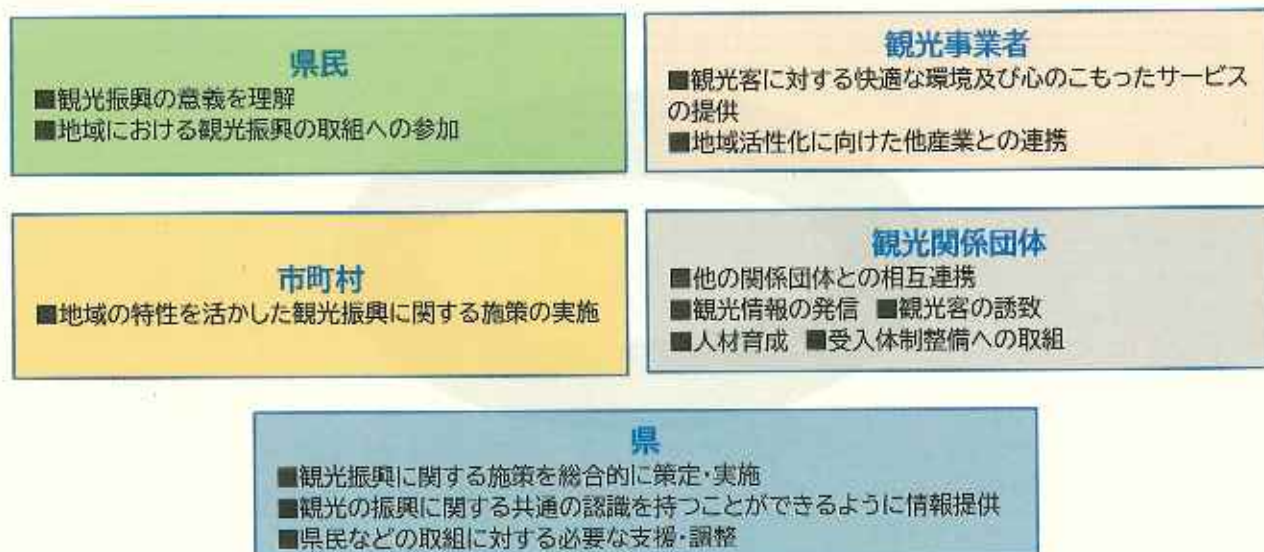 県民
■観光振興の意義を理解
■地域における観光振興の取組への参加
観光事業者
■観光客に対する快適な環境及び心のこもったサービス
の提供
■地域活性化に向けた他産業との連携
市町村
■地域の特性を活かした観光振興に関する施策の実施
観光関係団体
■他の関係団体との相互連携
■観光情報の発信 ■観光客の誘致
■人材育成 ■受入体制整備への取組
県
■観光振興に関する施策を総合的に策定・実施
■観光の振興に関する共通の認識を持つことができるように情報提供
■県民などの取組に対する必要な支援・調整